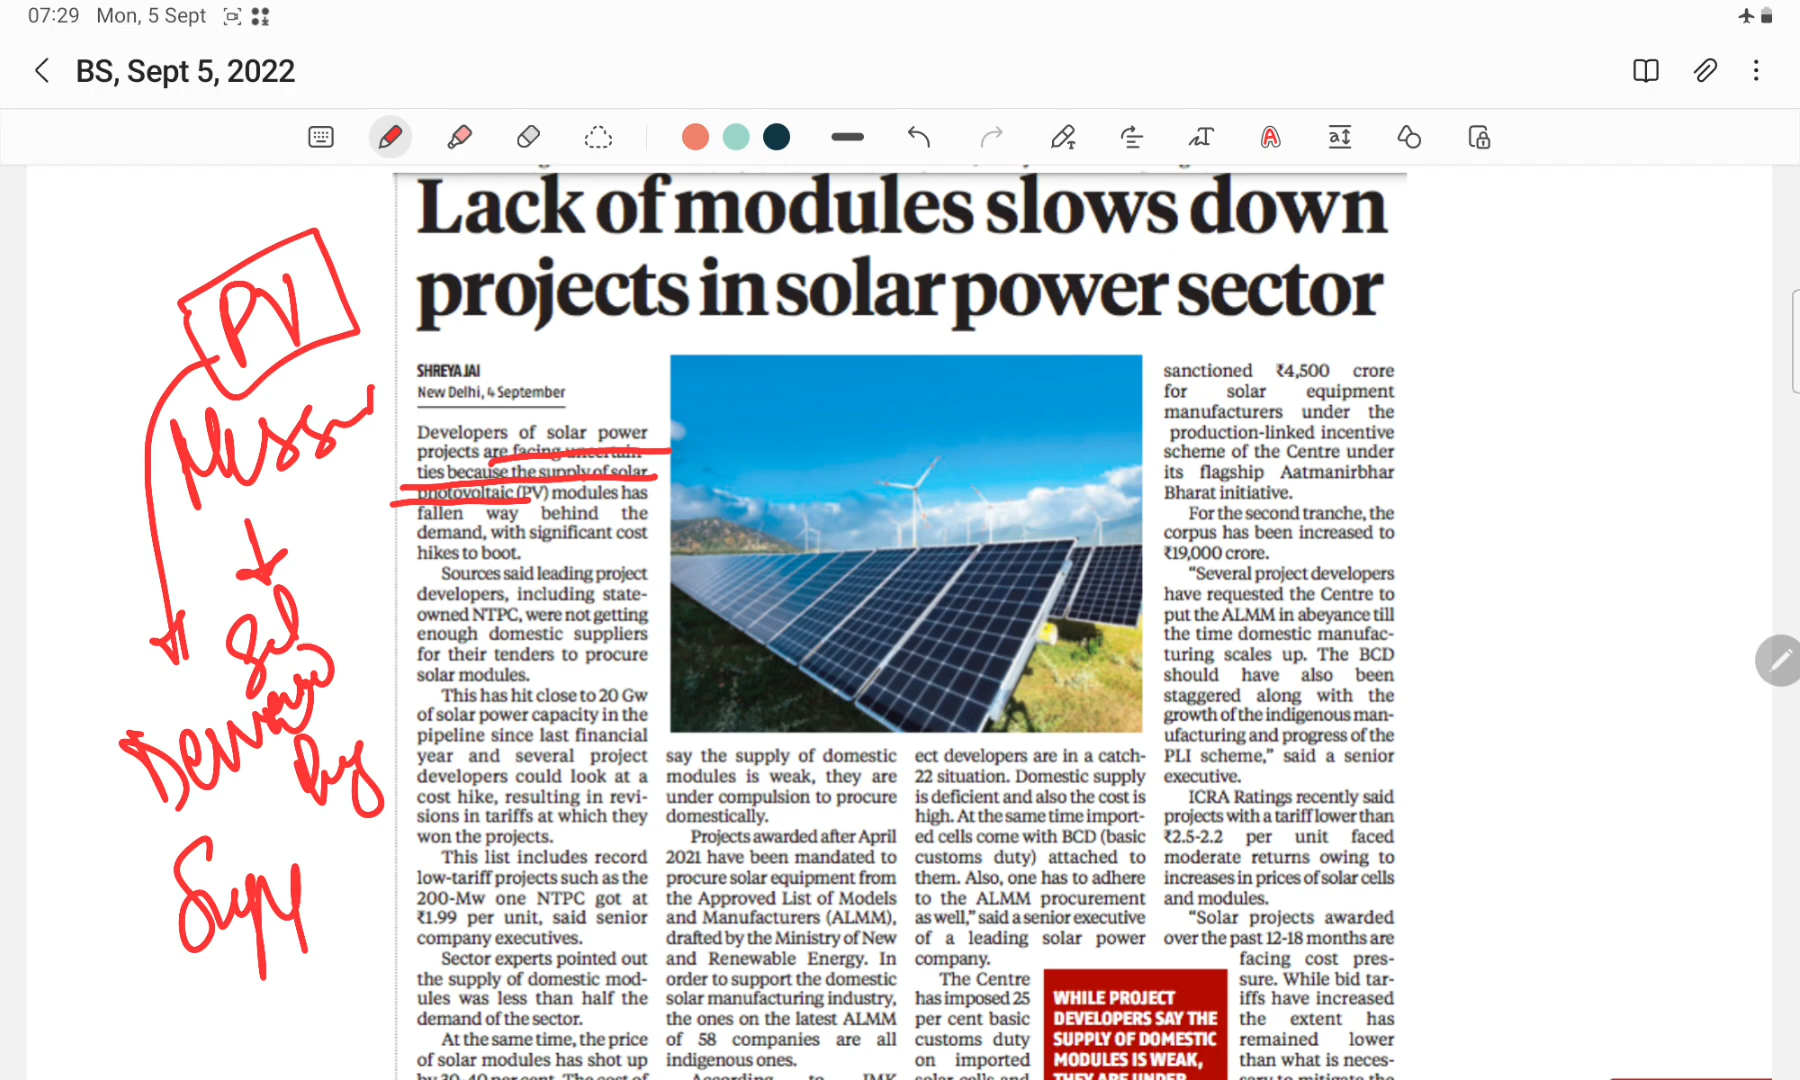 07:29 Mon, 5 Sept
BS, Sept 5, 2022
Lack of modules slows down
projects in solar power sector
PV
SHREYA JAI
New Delhi, 4 September
Developers of solar power
projects are facing uncertain-
ties because the supply of solar
photovoltaic (PV) modules has
fallen way behind the
demand, with significant cost
hikes to boot.
Sources said leading project
developers, including state-
owned NTPC, were not getting
enough domestic suppliers
for their tenders to procure
solar modules.
This has hit close to 20 Gw
of solar power capacity in the
pipeline since last financial
year and several project
developers could look at a
cost hike, resulting in revi-
sions in tariffs at which they
won the projects.
This list includes record
low-tariff projects such as the
200-Mw one NTPC got at
₹1.99 per unit, said senior
company executives.
Sector experts pointed out
the supply of domestic mod-
ules was less than half the
demand of the sector.
At the same time, the price
of solar modules has shot up
by 30-40 per cent. The cost of
say the supply of domestic
modules is weak, they are
under compulsion to procure
domestically.
Projects awarded after April
2021 have been mandated to
procure solar equipment from
the Approved List of Models
and Manufacturers (ALMM),
drafted by the Ministry of New
and Renewable Energy. In
order to support the domestic
solar manufacturing industry,
the ones on the latest ALMM
of 58 companies are all
indigenous ones.
According to JMK
ect developers are in a catch-
22 situation. Domestic supply
is deficient and also the cost is
high. At the same time import-
ed cells come with BCD (basic
customs duty) attached to
them. Also, one has to adhere
to the ALMM procurement
as well,” said a senior executive
of a leading solar power
company.
The Centre
has imposed 25
per cent basic
customs duty
on imported
solar cells and
WHILE PROJECT
DEVELOPERS SAY THE
SUPPLY OF DOMESTIC
MODULES IS WEAK,
THEY ARE UNDER
sanctioned ₹4,500 crore
for solar equipment
manufacturers under the
production-linked incentive
scheme of the Centre under
its flagship Aatmanirbhar
Bharat initiative.
For the second tranche, the
corpus has been increased to
₹19,000 crore.
“Several project developers
have requested the Centre to
put the ALMM in abeyance till
the time domestic manufac-
turing scales up. The BCD
should have also been
staggered along with the
growth of the indigenous man-
ufacturing and progress of the
PLI scheme,” said a senior
executive.
ICRA Ratings recently said
projects with a tariff lower than
₹2.5-2.2 per unit faced
moderate returns owing to
increases in prices of solar cells
and modules.
“Solar projects awarded
over the past 12-18 months are
facing cost pres-
sure. While bid tar-
iffs have increased
the extent has
remained lower
than what is neces-
sary to mitigate the